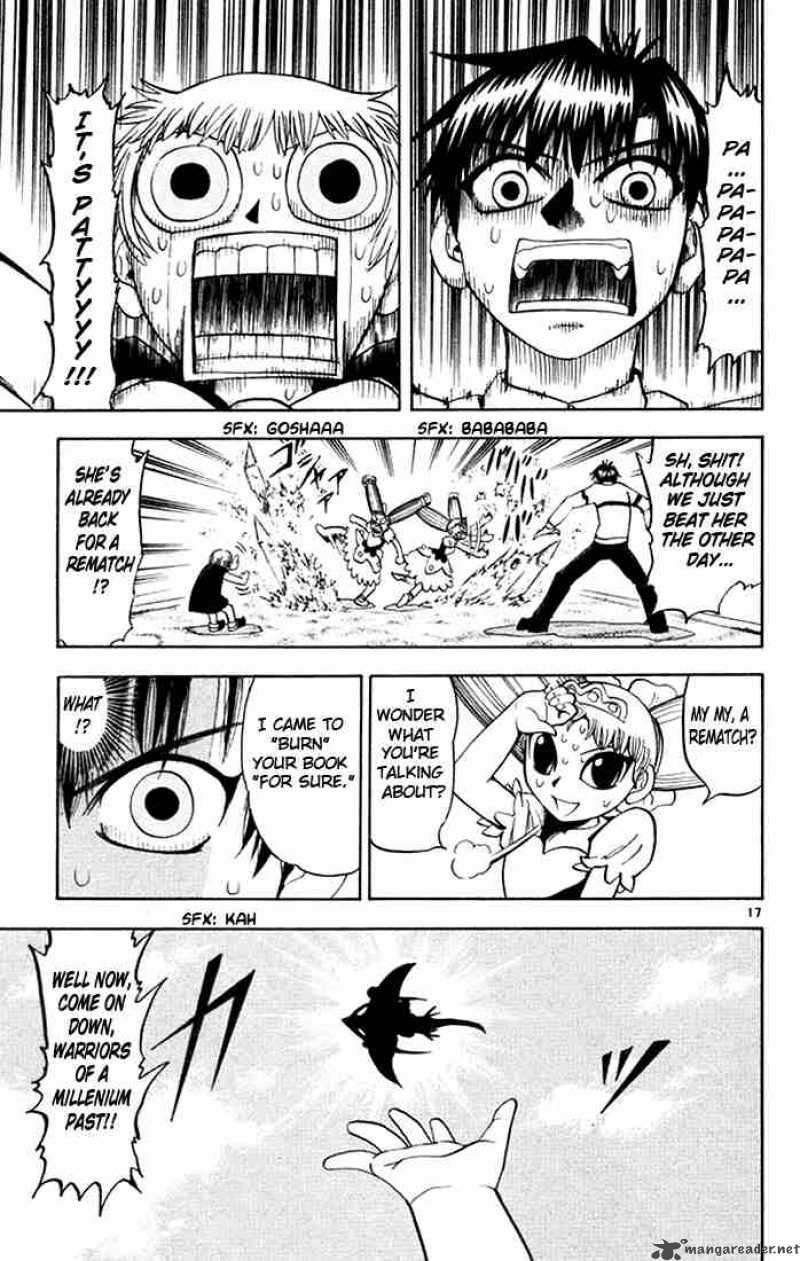 PA
...
PA-
PA-
PA-
PA-
PA
...
IT'S PATTYYYY!!!
SFX: GOSHAAA
SFX: BABABABA
SH, SHIT!
ALTHOUGH
WE JUST
BEAT HER
THE OTHER
DAY...
SHE'S
ALREADY
BACK
FOR A
REMATCH
!?
MY MY, A
REMATCH?
I
WONDER
WHAT
YOU'RE
TALKING
ABOUT?
I CAME TO
"BURN"
YOUR BOOK
"FOR SURE."
WHAT
!?
17
SFX: KAH
カッ
WELL NOW,
COME ON
DOWN,
WARRIORS
OF A
MILLENIUM
PAST!!
mangareader.net